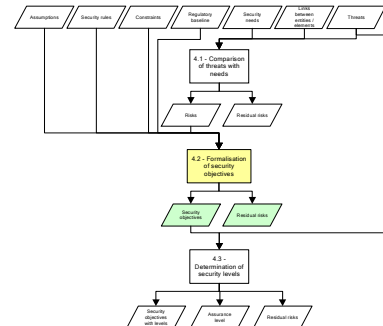 Assumptions
Security rules
Constraints
Regulatory
baseline
Security
needs
Links
between
entities /
elements
Threats
4.1 - Comparison
of threats with
needs
Risks
Residual risks
4.2 - Formalisation
of security
objectives
Security
objectives
Residual risks
4.3 -
Determination of
security levels
Security
objectives
with levels
Assurance
level
Residual risks